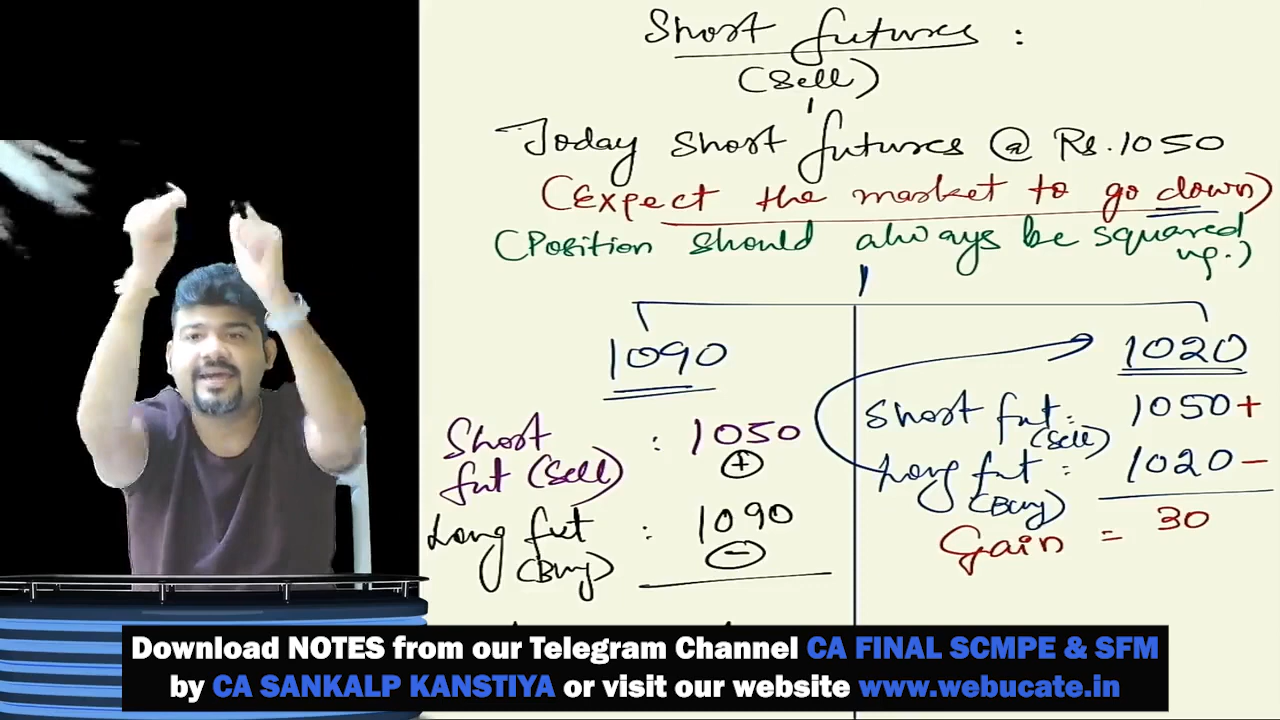 Short futures :
(Sell)
Today short futures @ Rs.1050
(Expect the market to go down)
(Position should always be squared
up.)
1090
1020
Short
fut (Sell) : 1050
+
Long fut : 1090
(Buy) -
Short fut : 1050 +
(Sell)
Long fut : 1020 -
(Buy)
Gain = 30
Download NOTES from our Telegram Channel CA FINAL SCMPE & SFM
by CA SANKALP KANSTIYA or visit our website www.webucate.in